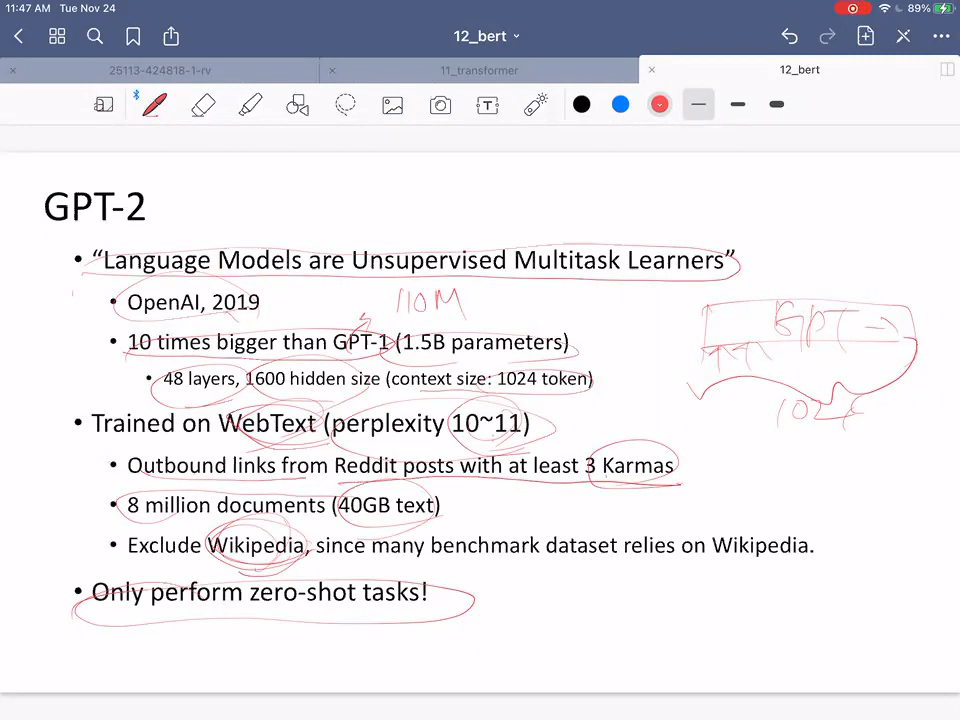 11:47 AM Tue Nov 24
89%
12_bert
25113-424818-1-rv
11_transformer
12_bert
T
GPT-2
• “Language Models are Unsupervised Multitask Learners”
• OpenAI, 2019
110M
• 10 times bigger than GPT-1 (1.5B parameters)
GPT-2
• 48 layers, 1600 hidden size (context size: 1024 token)
1024
• Trained on WebText (perplexity 10~11)
• Outbound links from Reddit posts with at least 3 Karmas
• 8 million documents (40GB text)
• Exclude Wikipedia, since many benchmark dataset relies on Wikipedia.
• Only perform zero-shot tasks!